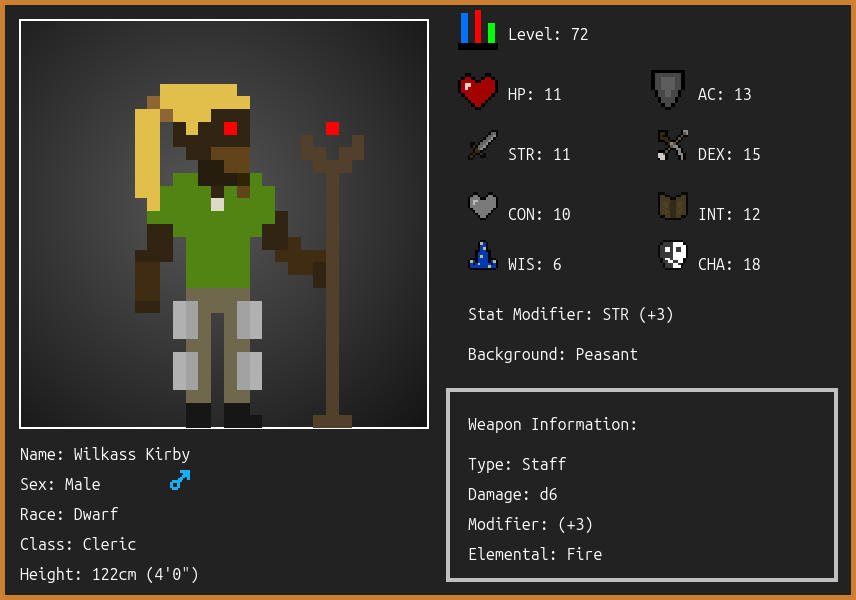 Level: 72
HP: 11
AC: 13
STR: 11
DEX: 15
CON: 10
INT: 12
WIS: 6
CHA: 18
Stat Modifier: STR (+3)
Background: Peasant
Weapon Information:
Type: Staff
Damage: d6
Modifier: (+3)
Elemental: Fire
Name: Wilkass Kirby
Sex: Male
Race: Dwarf
Class: Cleric
Height: 122cm (4'0")